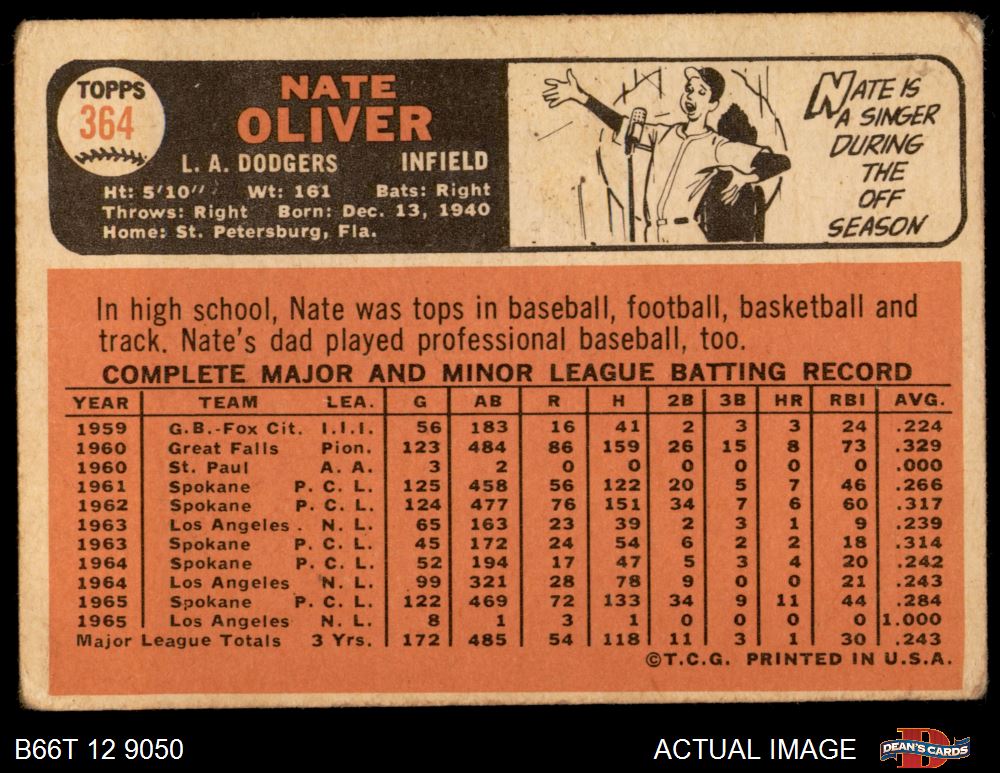 TOPPS
364
NATE
OLIVER
L. A. DODGERS INFIELD
Ht: 5'10" Wt: 161 Bats: Right
Throws: Right Born: Dec. 13, 1940
Home: St. Petersburg, Fla.
NATE IS
A SINGER
DURING
THE
OFF
SEASON
In high school, Nate was tops in baseball, football, basketball and
track. Nate's dad played professional baseball, too.
COMPLETE MAJOR AND MINOR LEAGUE BATTING RECORD
YEAR TEAM LEA. G AB R H 2B 3B HR RBI AVG.
1959 G.B.-Fox Cit. I.I.I. 56 183 16 41 2 3 3 24 .224
1960 Great Falls Pion. 123 484 86 159 26 15 8 73 .329
1960 St. Paul A. A. 3 2 0 0 0 0 0 0 .000
1961 Spokane P. C. L. 125 458 56 122 20 5 7 46 .266
1962 Spokane P. C. L. 124 477 76 151 34 7 6 60 .317
1963 Los Angeles . N. L. 65 163 23 39 2 3 1 9 .239
1963 Spokane P. C. L. 45 172 24 54 6 2 2 18 .314
1964 Spokane P. C. L. 52 194 17 47 5 3 4 20 .242
1964 Los Angeles N. L. 99 321 28 78 9 0 0 21 .243
1965 Spokane P. C. L. 122 469 72 133 34 9 11 44 .284
1965 Los Angeles N. L. 8 1 3 1 0 0 0 0 1.000
Major League Totals 3 Yrs. 172 485 54 118 11 3 1 30 .243
©T.C.G. PRINTED IN U.S.A.
B66T 12 9050 ACTUAL IMAGE DEAN'S CARDS